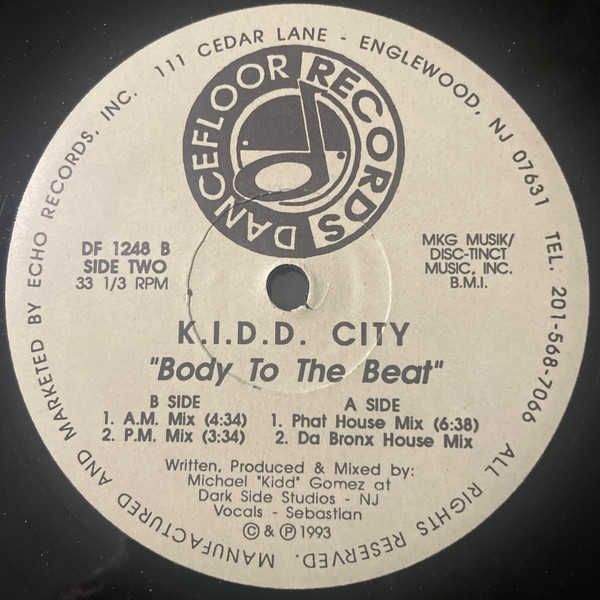 MANUFACTURED AND MARKETED BY ECHO RECORDS, INC. 111 CEDAR LANE - ENGLEWOOD, NJ 07631 TEL. 201-568-7066 ALL RIGHTS RESERVED.
DANCEFLOOR RECORDS
DF 1248 B
SIDE TWO
33 1/3 RPM
MKG MUSIK/
DISC-TINCT
MUSIC, INC.
B.M.I.
K.I.D.D. CITY
"Body To The Beat"
B SIDE
1. A.M. Mix (4:34)
2. P.M. Mix (3:34)
A SIDE
1. Phat House Mix (6:38)
2. Da Bronx House Mix
Written, Produced & Mixed by:
Michael "Kidd" Gomez at
Dark Side Studios - NJ
Vocals - Sebastian
© & ℗ 1993